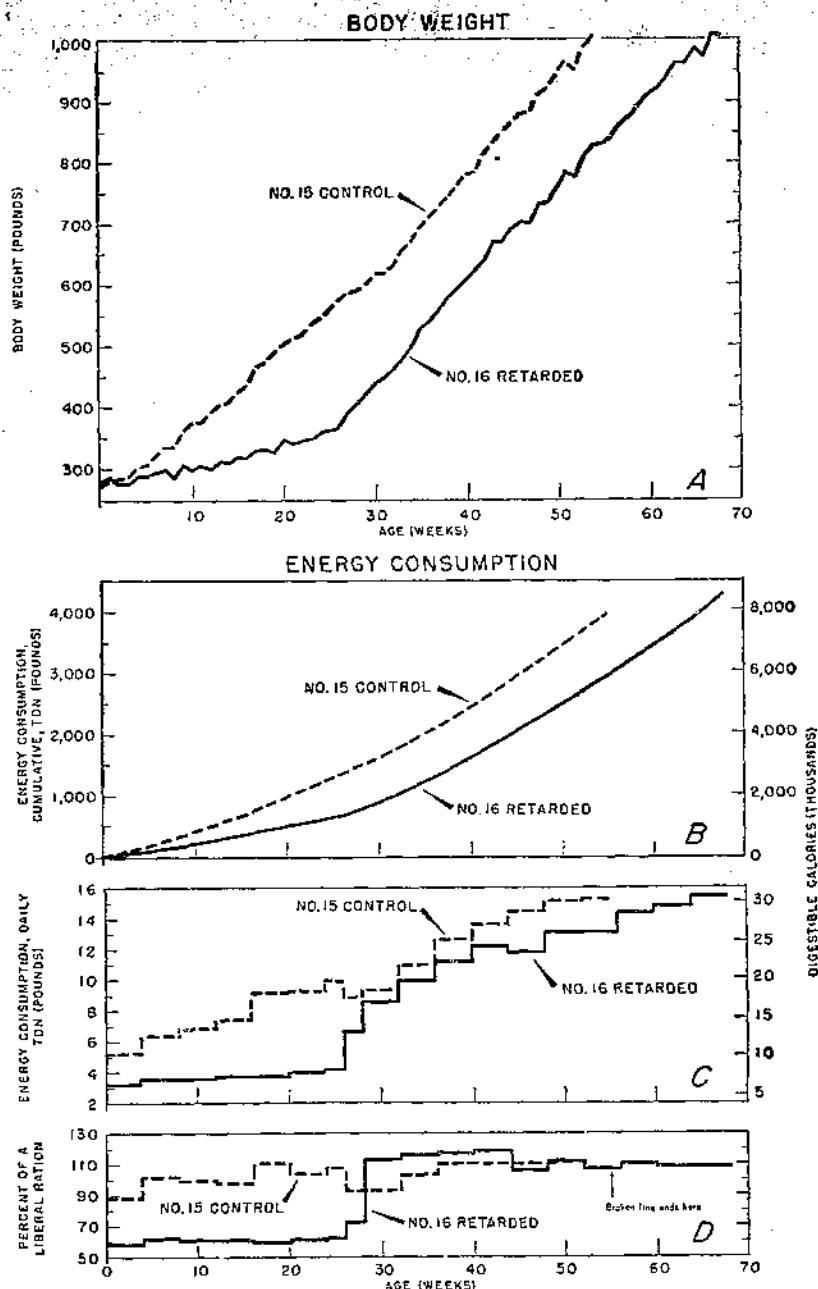 BODY WEIGHT
BODY WEIGHT (POUNDS)
1,000
900
800
700
600
500
400
300
NO. 15 CONTROL
NO. 16 RETARDED
A
10
20
30
40
50
60
70
AGE (WEEKS)
ENERGY CONSUMPTION
ENERGY CONSUMPTION,
CUMULATIVE, TDN (POUNDS)
4,000
3,000
2,000
1,000
0
NO. 15 CONTROL
NO. 16 RETARDED
B
8,000
6,000
4,000
2,000
0
DIGESTIBLE CALORIES (THOUSANDS)
ENERGY CONSUMPTION, DAILY
TDN (POUNDS)
16
14
12
10
8
6
4
2
NO. 15 CONTROL
NO. 16 RETARDED
C
30
25
20
15
10
5
PERCENT OF A
LIBERAL RATION
130
110
90
70
50
NO. 15 CONTROL
NO. 16 RETARDED
Broken line ends here
D
0
10
20
30
40
50
60
70
AGE (WEEKS)